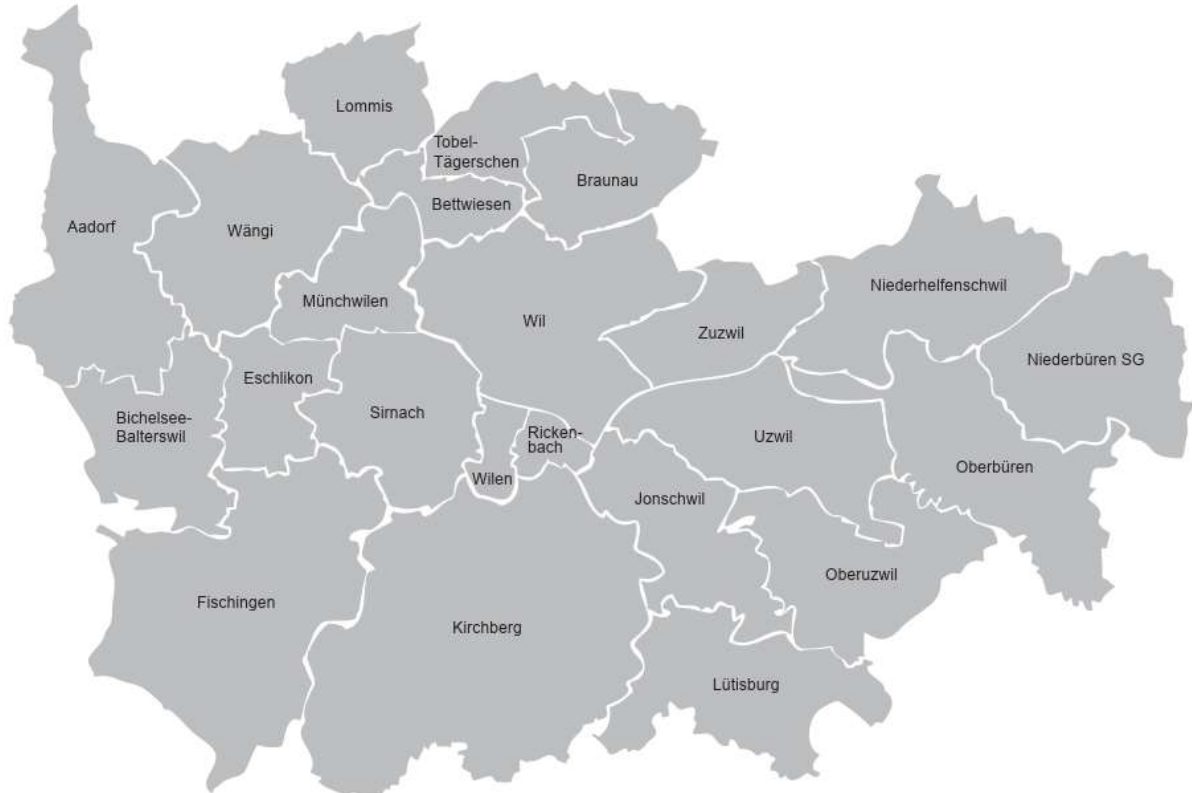 Lommis
Tobel-
Tägerschen
Braunau
Bettwiesen
Aadorf
Wängi
Münchwilen
Wil
Zuzwil
Niederhelfenschwil
Niederbüren SG
Eschlikon
Bichelsee-
Balterswil
Sirnach
Ricken-
bach
Wilen
Uzwil
Oberbüren
Jonschwil
Oberuzwil
Fischingen
Kirchberg
Lütisburg